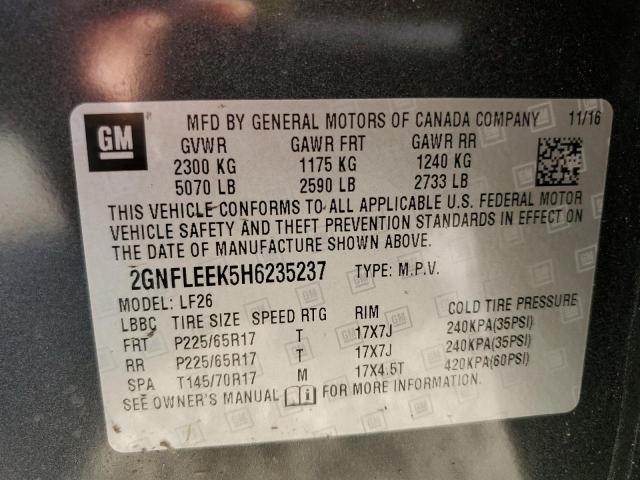 GM MFD BY GENERAL MOTORS OF CANADA COMPANY 11/16
GVWR GAWR FRT GAWR RR
2300 KG 1175 KG 1240 KG
5070 LB 2590 LB 2733 LB
THIS VEHICLE CONFORMS TO ALL APPLICABLE U.S. FEDERAL MOTOR
VEHICLE SAFETY AND THEFT PREVENTION STANDARDS IN EFFECT ON
THE DATE OF MANUFACTURE SHOWN ABOVE.
2GNFLEEK5H6235237 TYPE: M.P.V.
MODEL: LF26
LBBC TIRE SIZE SPEED RTG RIM COLD TIRE PRESSURE
FRT P225/65R17 T 17X7J 240KPA(35PSI)
RR P225/65R17 T 17X7J 240KPA(35PSI)
SPA T145/70R17 M 17X4.5T 420KPA(60PSI)
SEE OWNER'S MANUAL FOR MORE INFORMATION.